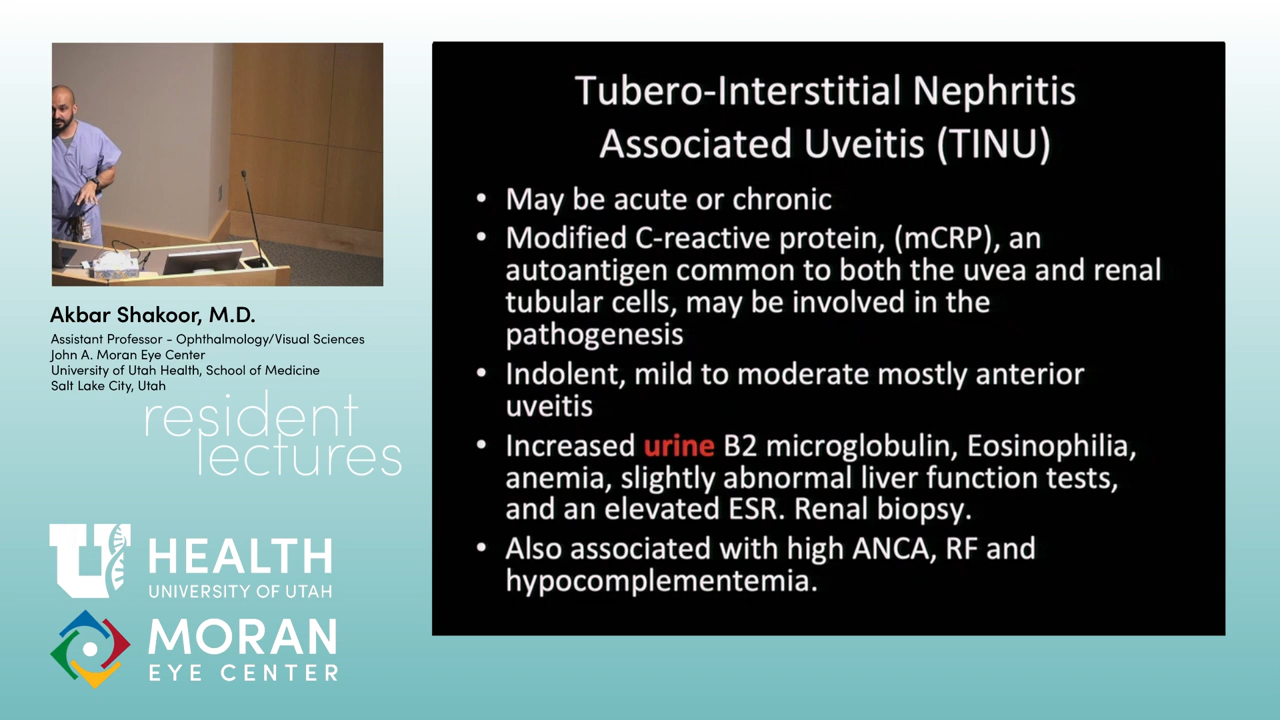 Tubero-Interstitial Nephritis
Associated Uveitis (TINU)
• May be acute or chronic
• Modified C-reactive protein, (mCRP), an
autoantigen common to both the uvea and renal
tubular cells, may be involved in the
pathogenesis
• Indolent, mild to moderate mostly anterior
uveitis
• Increased urine B2 microglobulin, Eosinophilia,
anemia, slightly abnormal liver function tests,
and an elevated ESR. Renal biopsy.
• Also associated with high ANCA, RF and
hypocomplementemia.
Akbar Shakoor, M.D.
Assistant Professor - Ophthalmology/Visual Sciences
John A. Moran Eye Center
University of Utah Health, School of Medicine
Salt Lake City, Utah
resident
lectures
U HEALTH
UNIVERSITY OF UTAH
MORAN
EYE CENTER